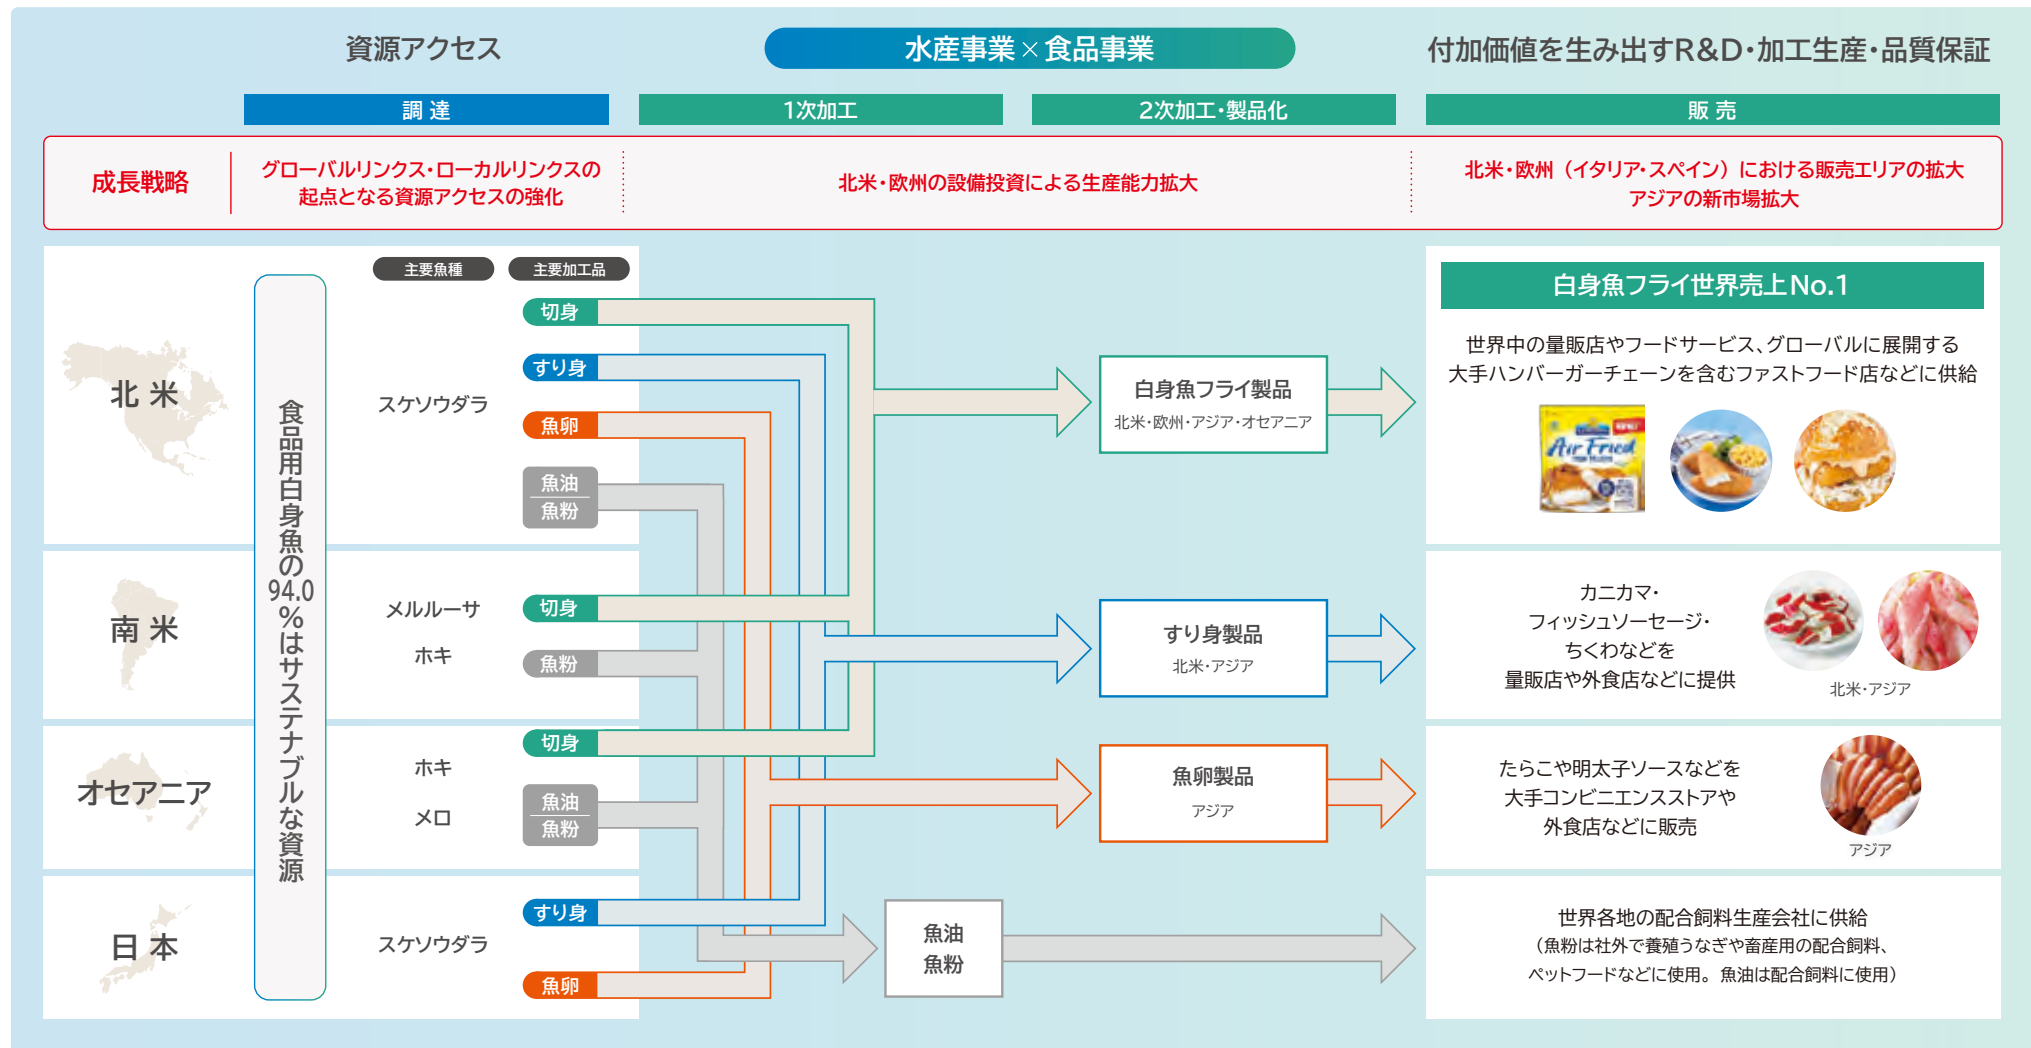 資源アクセス
水産事業×食品事業
付加価値を生み出すR&D・加工生産・品質保証
調達
1次加工
2次加工・製品化
販売
成長戦略
グローバルリンクス・ローカルリンクスの
起点となる資源アクセスの強化
北米・欧州の設備投資による生産能力拡大
北米・欧州（イタリア・スペイン）における販売エリアの拡大
アジアの新市場拡大
食品用白身魚の94.0%はサステナブルな資源
主要魚種
主要加工品
北米
スケソウダラ
切身
すり身
魚卵
魚油
魚粉
白身魚フライ製品
北米・欧州・アジア・オセアニア
白身魚フライ世界売上No.1
世界中の量販店やフードサービス、グローバルに展開する
大手ハンバーガーチェーンを含むファストフード店などに供給
Air Fried
南米
メルルーサ
ホキ
切身
魚粉
すり身製品
北米・アジア
カニカマ・
フィッシュソーセージ・
ちくわなどを
量販店や外食店などに提供
北米・アジア
オセアニア
ホキ
メロ
切身
魚油
魚粉
魚卵製品
アジア
たらこや明太子ソースなどを
大手コンビニエンスストアや
外食店などに販売
アジア
日本
スケソウダラ
すり身
魚卵
魚油
魚粉
世界各地の配合飼料生産会社に供給
（魚粉は社外で養殖うなぎや畜産用の配合飼料、
ペットフードなどに使用。魚油は配合飼料に使用）